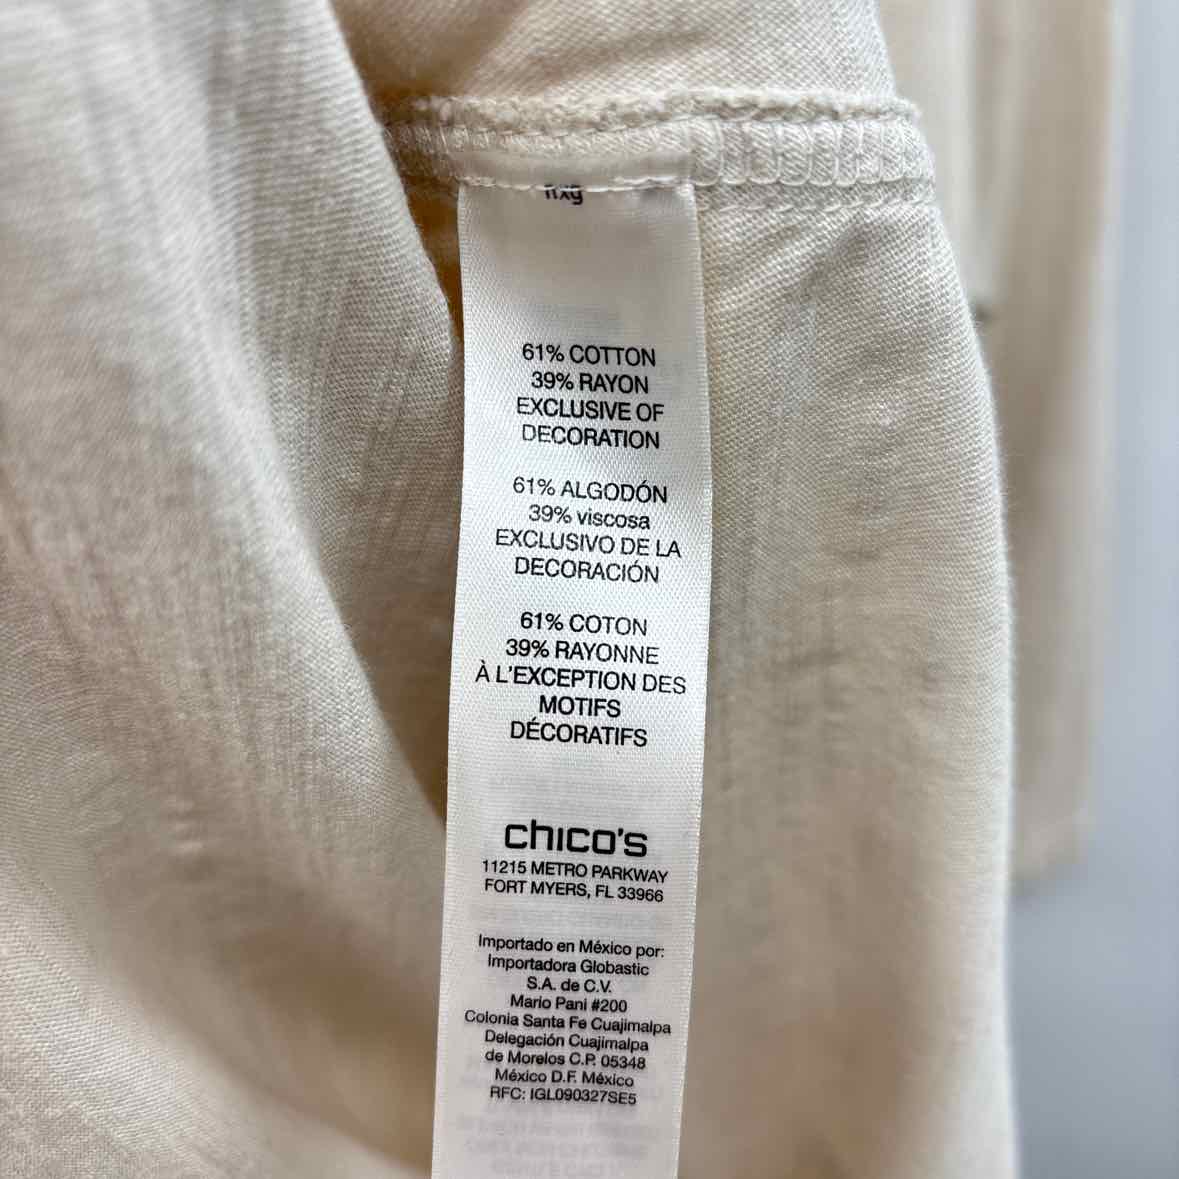 61% COTTON
39% RAYON
EXCLUSIVE OF
DECORATION
61% ALGODÓN
39% viscosa
EXCLUSIVO DE LA
DECORACIÓN
61% COTON
39% RAYONNE
À L'EXCEPTION DES
MOTIFS
DÉCORATIFS
chico's
11215 METRO PARKWAY
FORT MYERS, FL 33966
Importado en México por:
Importadora Globastic
S.A. de C.V.
Mario Pani #200
Colonia Santa Fe Cuajimalpa
Delegación Cuajimalpa
de Morelos C.P. 05348
México D.F. México
RFC: IGL090327SE5